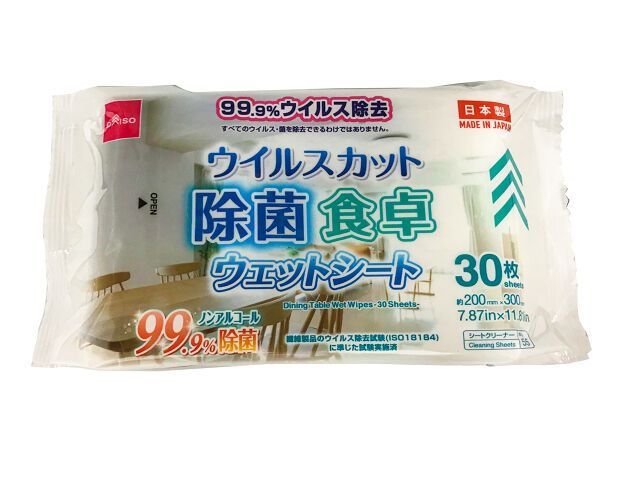 DAISO
99.9%ウイルス除去
すべてのウイルス・菌を除去できるわけではありません。
日本製
MADE IN JAPAN
ウイルスカット
除菌 食卓
ウェットシート
OPEN
Dining Table Wet Wipes -30 Sheets-
30枚
sheets
約200mm×300mm
7.87in×11.8in
ノンアルコール
99.9%除菌
繊維製品のウイルス除去試験(ISO18184)
に準じた試験実施済
シートクリーナー
Cleaning Sheets
55